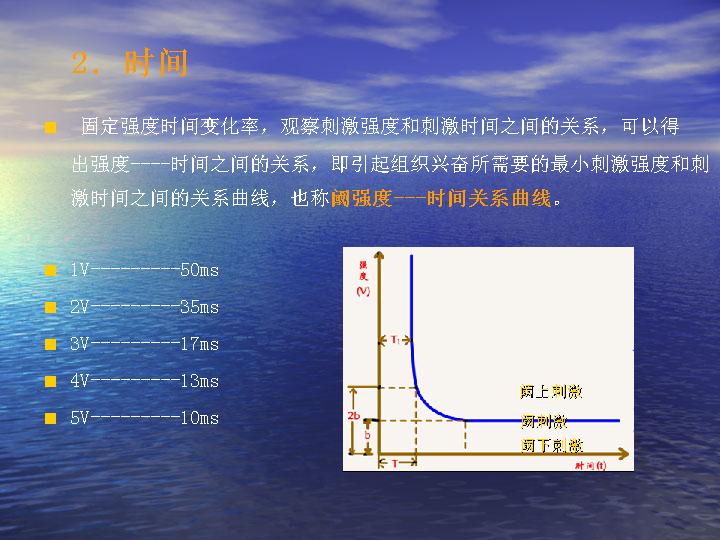 2. 时间
固定强度时间变化率，观察刺激强度和刺激时间之间的关系，可以得
出强度----时间之间的关系，即引起组织兴奋所需要的最小刺激强度和刺
激时间之间的关系曲线，也称阈强度---时间关系曲线。
1V---------50ms
2V---------35ms
3V---------17ms
4V---------13ms
5V---------10ms
强
度
(V)
T1
阈上刺激
2b
阈刺激
b
阈下刺激
T
时间(t)